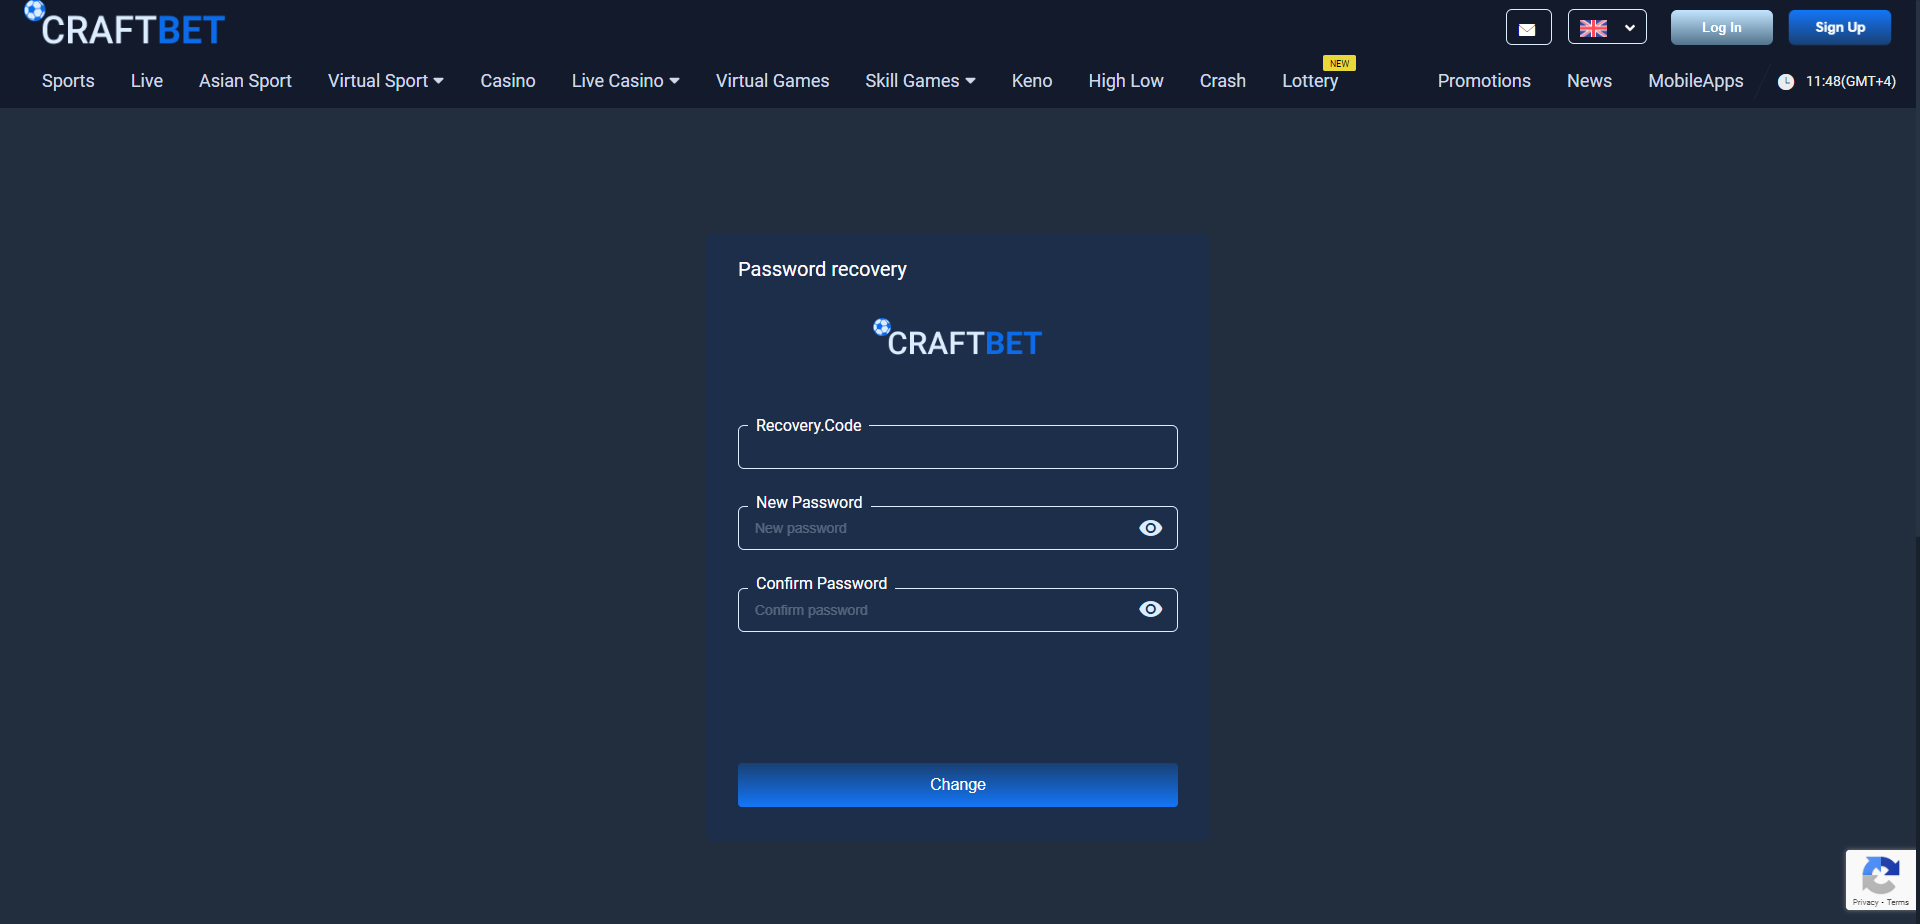 CRAFTBET
Log In
Sign Up
NEW
Sports Live Asian Sport Virtual Sport Casino Live Casino Virtual Games Skill Games Keno High Low Crash Lottery Promotions News MobileApps 11:48(GMT+4)
Password recovery
CRAFTBET
Recovery.Code
New Password
New password
Confirm Password
Confirm password
Change
Privacy - Terms